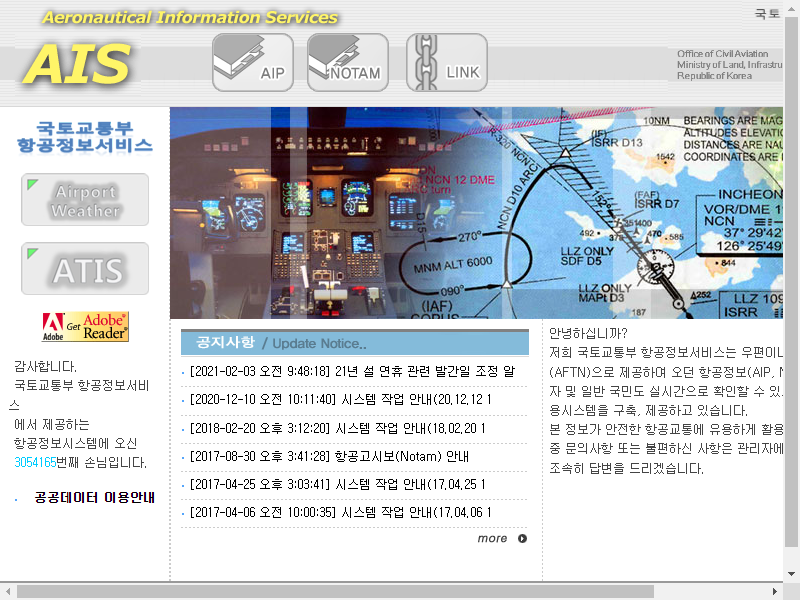 Aeronautical Information Services
국토
AIS
AIP
NOTAM
LINK
Office of Civil Aviation
Ministry of Land, Infrastru
Republic of Korea
국토교통부
항공정보서비스
Airport
Weather
ATIS
Get Adobe
Adobe Reader
감사합니다.
국토교통부 항공정보서비
스
에서 제공하는
항공정보시스템에 오신
3054165번째 손님입니다.
공공데이터 이용안내
10NM
BEARINGS ARE MAG
ALTITUDES ELEVATIO
DISTANCES ARE NAU
COORDINATES ARE
(IF)
ISRR D13
1542
NCN 12 DME
turn
320° NCN
NCN D10 ARC
D15
270°
MNM ALT 6000
090°
(IAF)
(FAF)
ISRR D7
1400
492
470
585
LLZ ONLY
SDF D5
LLZ ONLY
MAPt D3
252
844
INCHEON
VOR/DME 1
NCN
37° 29'42
126° 25'49
LLZ 109
ISRR
공지사항 / Update Notice..
[2021-02-03 오전 9:48:18] 21년 설 연휴 관련 발간일 조정 알
[2020-12-10 오전 10:11:40] 시스템 작업 안내(20,12,12 1
[2018-02-20 오후 3:12:20] 시스템 작업 안내(18,02,20 1
[2017-08-30 오후 3:41:28] 항공고시보(Notam) 안내
[2017-04-25 오후 3:03:41] 시스템 작업 안내(17,04,25 1
[2017-04-06 오전 10:00:35] 시스템 작업 안내(17,04,06 1
more
안녕하십니까?
저희 국토교통부 항공정보서비스는 우편이나
(AFTN)으로 제공하며 오던 항공정보(AIP, N
자 및 일반 국민도 실시간으로 확인할 수 있
용시스템을 구축, 제공하고 있습니다.
본 정보가 안전한 항공교통에 유용하게 활용
중 문의사항 또는 불편하신 사항은 관리자에
조속히 답변을 드리겠습니다.